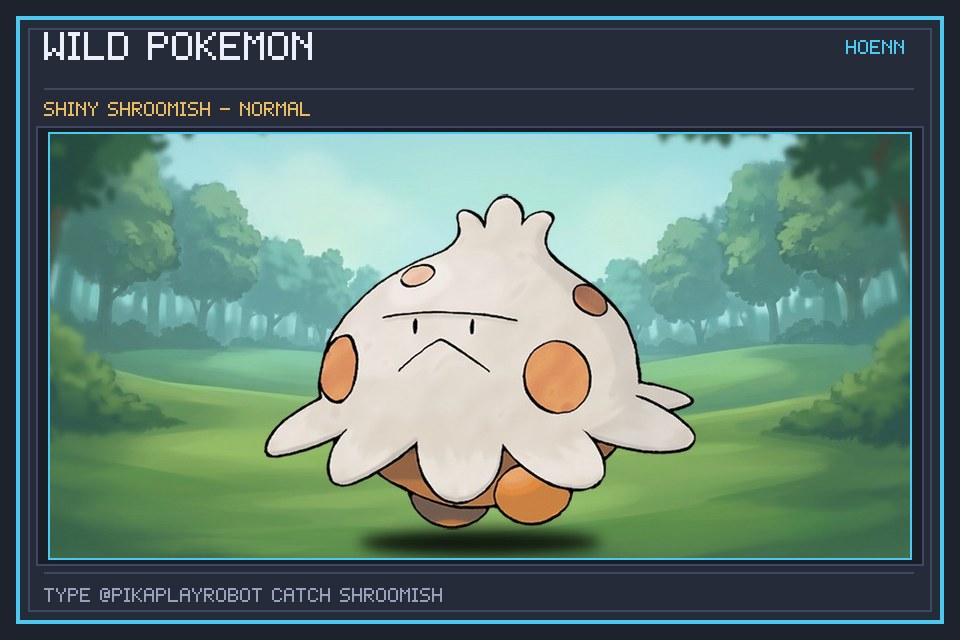 WILD POKEMON
HOENN
SHINY SHROOMISH - NORMAL
TYPE @PIKAPLAYROBOT CATCH SHROOMISH